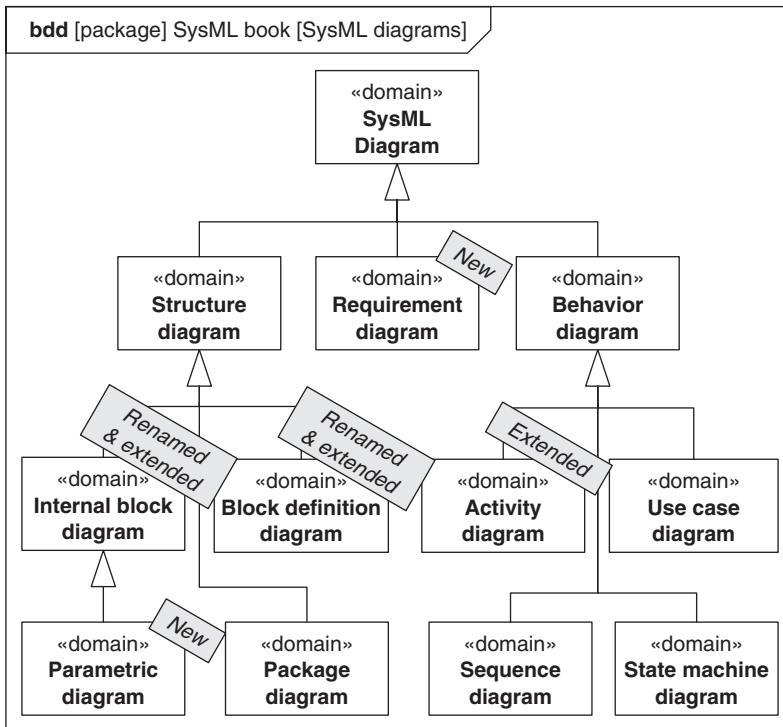 bdd [package] SysML book [SysML diagrams]
«domain»
SysML
Diagram
«domain»
Structure
diagram
«domain»
Requirement
diagram
New
«domain»
Behavior
diagram
Renamed
& extended
Renamed
& extended
Extended
«domain»
Internal block
diagram
«domain»
Block definition
diagram
«domain»
Activity
diagram
«domain»
Use case
diagram
«domain»
Parametric
diagram
New
«domain»
Package
diagram
«domain»
Sequence
diagram
«domain»
State machine
diagram